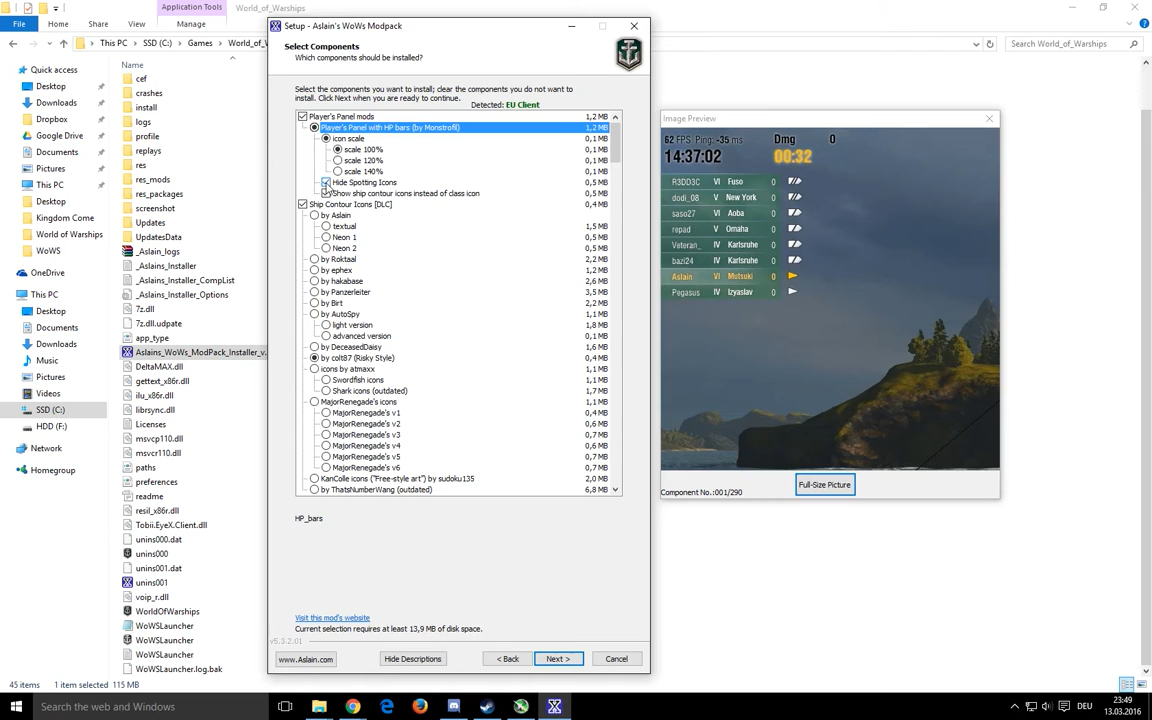 Application Tools
World_of_Warships
File
Home
Share
View
Manage
This PC
SSD (C:)
Games
World_of_W
Search World_of_Warships
Quick access
Desktop
Downloads
Dropbox
Google Drive
Documents
Pictures
This PC
Desktop
Kingdom Come
World of Warships
WoWS
OneDrive
This PC
Desktop
Documents
Downloads
Music
Pictures
Videos
SSD (C:)
HDD (F:)
Network
Homegroup
Name
cef
crashes
install
logs
profile
replays
res
res_mods
res_packages
screenshot
Updates
UpdatesData
_Aslain_logs
_Aslains_Installer
_Aslains_Installer_CompList
_Aslains_Installer_Options
7z.dll
7z.dll.udpate
app_type
Aslains_WoWs_ModPack_Installer_v.
DeltaMAX.dll
gettext_x86r.dll
ilu_x86r.dll
librsync.dll
Licenses
msvcp110.dll
msvcr110.dll
paths
preferences
readme
resil_x86r.dll
Tobii.EyeX.Client.dll
unins000.dat
unins000
unins001.dat
unins001
voip_r.dll
WorldOfWarships
WoWSLauncher
WoWSLauncher
WoWSLauncher
WoWSLauncher.log.bak
Setup - Aslain's WoWs Modpack
Select Components
Which components should be installed?
Select the components you want to install; clear the components you do not want to
install. Click Next when you are ready to continue.
Detected: EU Client
Player's Panel mods 1,2 MB
Player's Panel with HP bars (by Monstrofil) 1,2 MB
icon scale 0,1 MB
scale 100% 0,1 MB
scale 120% 0,1 MB
scale 140% 0,1 MB
Hide Spotting Icons 0,5 MB
Show ship contour icons instead of class icon 0,5 MB
Ship Contour Icons [DLC] 0,4 MB
by Aslain
textual 1,5 MB
Neon 1 0,5 MB
Neon 2 0,5 MB
by Roktaal 2,2 MB
by ephex 1,2 MB
by hakabase 2,6 MB
by Panzerleiter 3,5 MB
by Birt 2,2 MB
by AutoSpy 1,1 MB
light version 1,8 MB
advanced version 0,1 MB
by DeceasedDaisy 1,6 MB
by colt87 (Risky Style) 0,4 MB
icons by atmaxx 1,1 MB
Swordfish icons 1,1 MB
Shark icons (outdated) 1,7 MB
MajorRenegade's icons 1,1 MB
MajorRenegade's v1 0,4 MB
MajorRenegade's v2 0,6 MB
MajorRenegade's v3 0,7 MB
MajorRenegade's v4 0,6 MB
MajorRenegade's v5 0,7 MB
MajorRenegade's v6 0,7 MB
KanColle icons ("Free-style art") by sudoku135 2,0 MB
by ThatsNumberWang (outdated) 6,8 MB
HP_bars
Visit this mod's website
Current selection requires at least 13,9 MB of disk space.
v5.3.2.01
www.Aslain.com
Hide Descriptions
< Back
Next >
Cancel
Image Preview
62 FPS: Ping: -35 ms
14:37:02
Dmg 0
00:32
R3DD3C VI Fuso 0
dodi_08 V New York 0
saso27 VI Aoba 0
repad V Omaha 0
Veteran_ IV Karlsruhe 0
bazi24 IV Karlsruhe 0
Aslain VI Mutsuki 0
Pegasus IV Izyaslav 0
Component No.:001/290
Full-Size Picture
45 items
1 item selected 115 MB
Search the web and Windows
DEU
23:49
13.03.2016